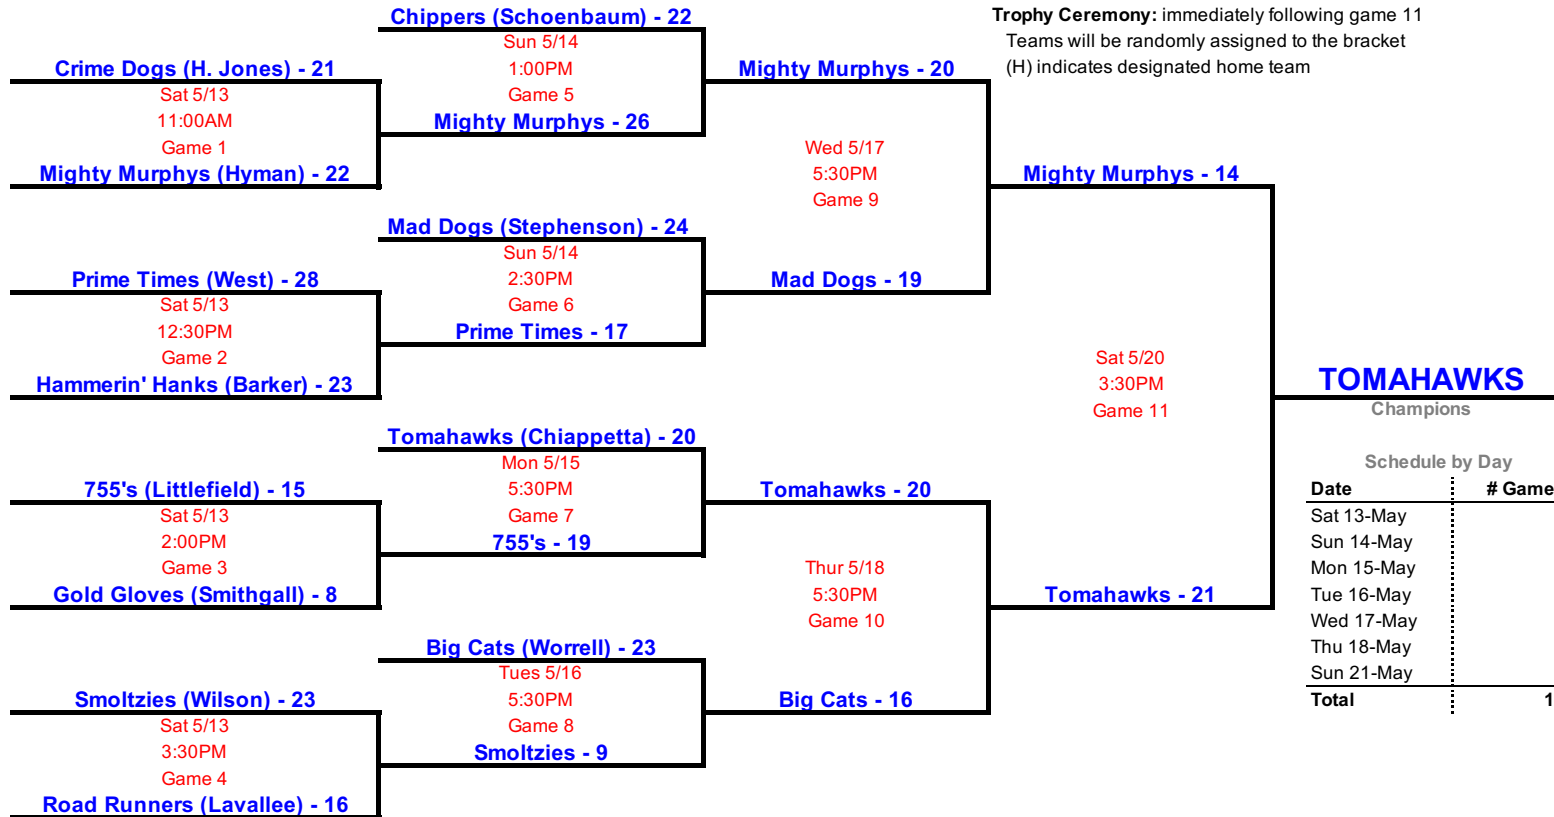 Chippers (Schoenbaum) - 22
Trophy Ceremony: immediately following game 11
Teams will be randomly assigned to the bracket
(H) indicates designated home team
Crime Dogs (H. Jones) - 21
Sat 5/13
11:00AM
Game 1
Mighty Murphys (Hyman) - 22
Sun 5/14
1:00PM
Game 5
Mighty Murphys - 26
Mighty Murphys - 20
Wed 5/17
5:30PM
Game 9
Mighty Murphys - 14
Mad Dogs (Stephenson) - 24
Sun 5/14
2:30PM
Game 6
Prime Times - 17
Mad Dogs - 19
Prime Times (West) - 28
Sat 5/13
12:30PM
Game 2
Hammerin' Hanks (Barker) - 23
Sat 5/20
3:30PM
Game 11
TOMAHAWKS
Champions
Tomahawks (Chiappetta) - 20
Mon 5/15
5:30PM
Game 7
755's - 19
755's (Littlefield) - 15
Sat 5/13
2:00PM
Game 3
Gold Gloves (Smithgall) - 8
Tomahawks - 20
Thur 5/18
5:30PM
Game 10
Tomahawks - 21
Big Cats (Worrell) - 23
Tues 5/16
5:30PM
Game 8
Smoltzies - 9
Big Cats - 16
Smoltzies (Wilson) - 23
Sat 5/13
3:30PM
Game 4
Road Runners (Lavallee) - 16
Schedule by Day
Date # Game
Sat 13-May
Sun 14-May
Mon 15-May
Tue 16-May
Wed 17-May
Thu 18-May
Sun 21-May
Total 1